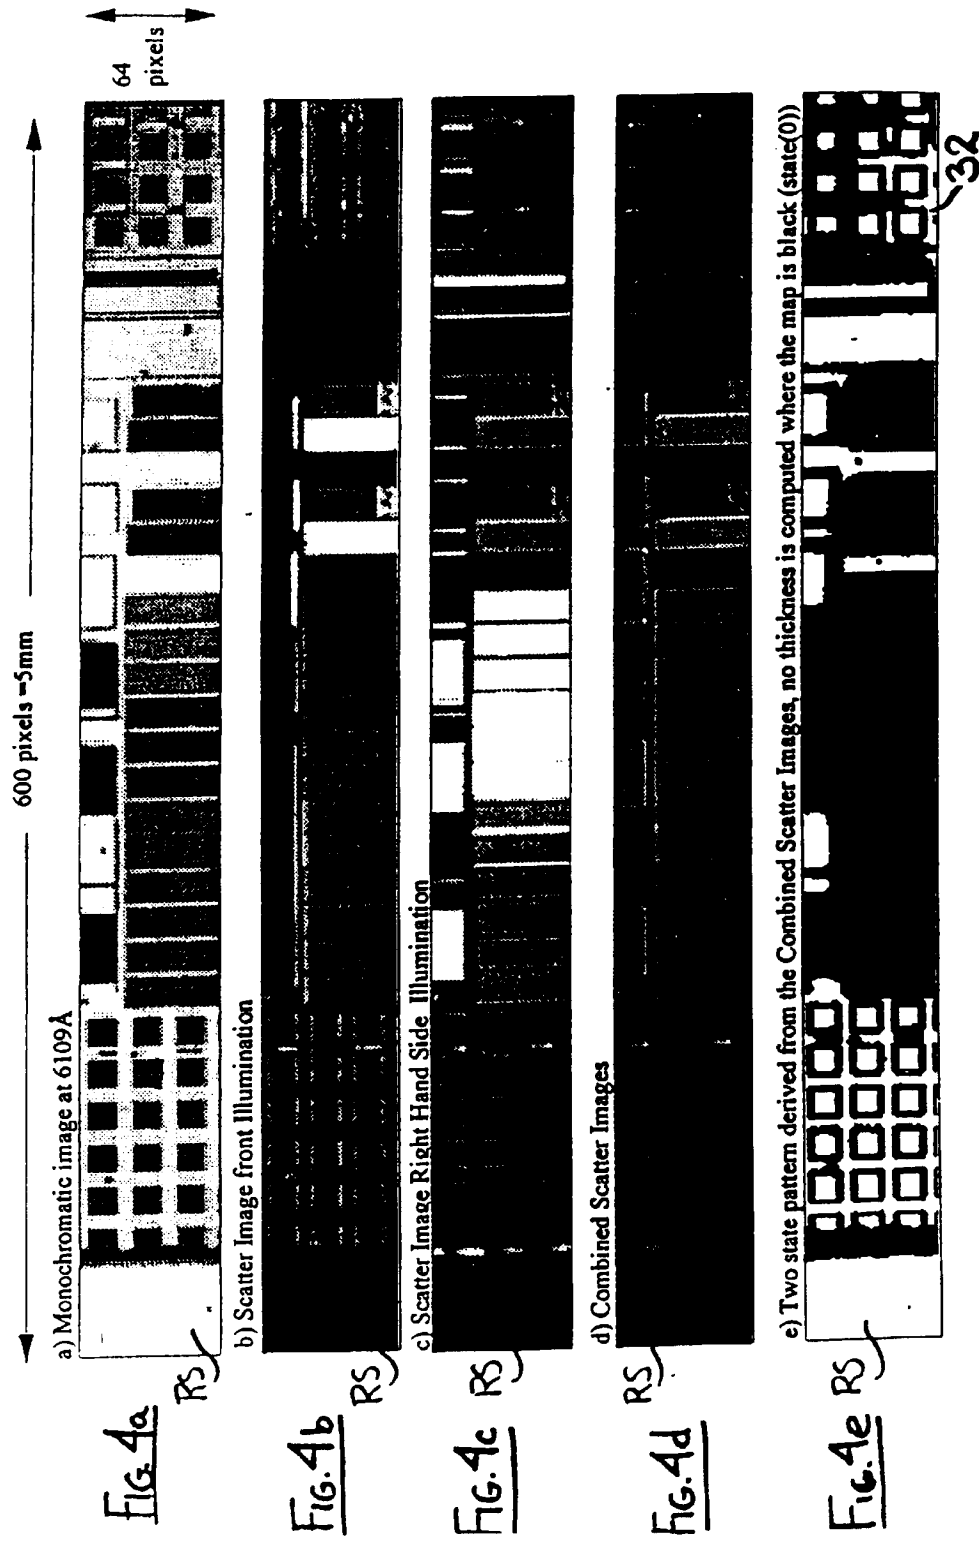 600 pixels =5mm
64
pixels
a) Monochromatic image at 6109Å
RS
FIG. 4a
b) Scatter Image front Illumination
RS
FIG. 4b
c) Scatter Image Right Hand Side Illumination
RS
FIG. 4c
d) Combined Scatter Images
RS
FIG. 4d
e) Two state pattern derived from the Combined Scatter Images, no thickness is computed where the map is black (state(0))
32
RS
FIG. 4e